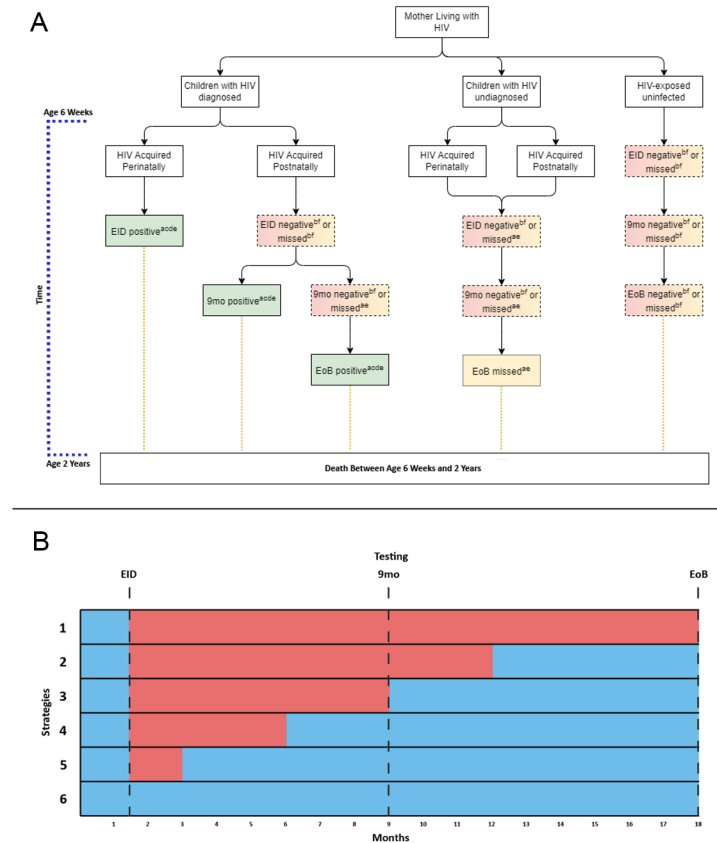 A
Mother Living with
HIV
Children with HIV
diagnosed
Children with HIV
undiagnosed
HIV-exposed
uninfected
Age 6 Weeks
HIV Acquired
Perinatally
HIV Acquired
Postnatally
HIV Acquired
Perinatally
HIV Acquired
Postnatally
EID negativebf or
missedbf
EID positiveacde
EID negativebf or
missedbf
EID negativebf or
missedae
9mo negativebf or
missedbf
Time
9mo positiveacde
9mo negativebf or
missedae
9mo negativebf or
missedae
EoB negativebf or
missedbf
EoB positiveacde
EoB missedae
Age 2 Years
Death Between Age 6 Weeks and 2 Years
B
Testing
EID 9mo EoB
Strategies
1
2
3
4
5
6
1 2 3 4 5 6 7 8 9 10 11 12 13 14 15 16 17 18
Months